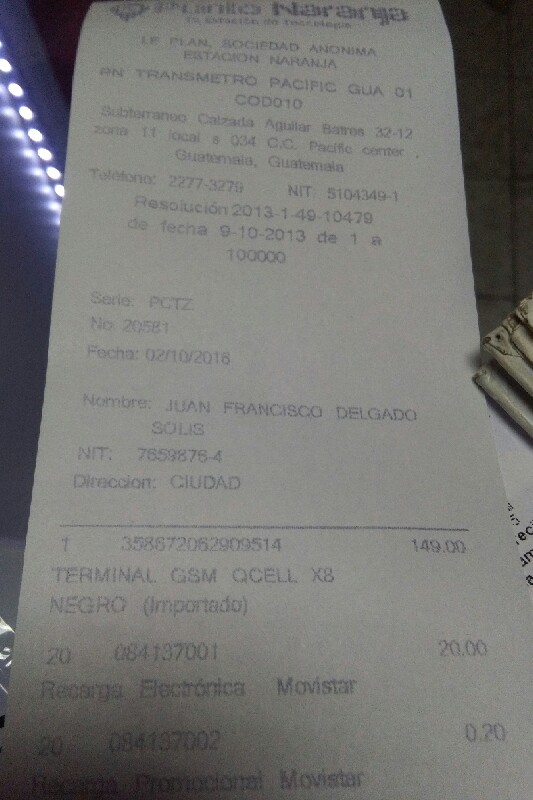 Punto Naranja
Tu Estación de Tecnología
LE PLAN, SOCIEDAD ANONIMA
ESTACION NARANJA
PN TRANSMETRO PACIFIC GUA 01
COD010
Subterraneo Calzada Aguilar Batres 32-12
zona 11 local s 034 C.C. Pacific center
Guatemala, Guatemala
Teléfono: 2277-3279 NIT: 5104349-1
Resolución 2013-1-49-10479
de fecha 9-10-2013 de 1 a
100000
Serie: PCTZ
No. 20581
Fecha: 02/10/2016
Nombre: JUAN FRANCISCO DELGADO
SOLIS
NIT: 7659876-4
Direccion: CIUDAD
1 358672062909514 149.00
TERMINAL GSM QCELL X8
NEGRO (Importado)
20 084137001 20.00
Recarga Electrónica Movistar
20 084137002 0.20
Recarga Promocional Movistar